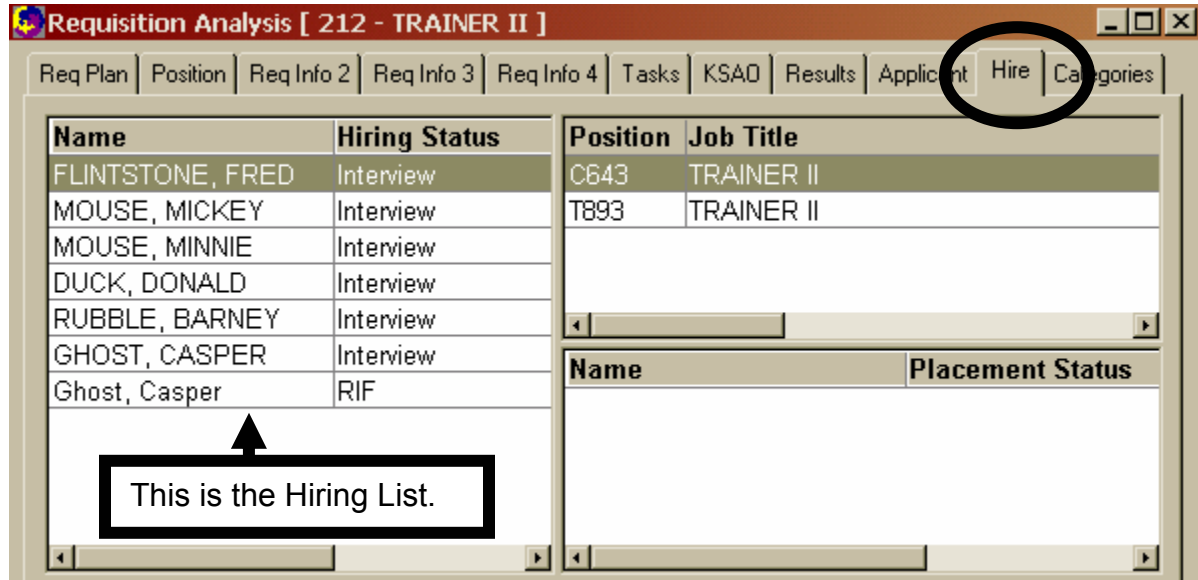 Requisition Analysis [ 212 - TRAINER II ]
Req Plan Position Req Info 2 Req Info 3 Req Info 4 Tasks KSAO Results Applicant Hire Categories
Name Hiring Status
FLINTSTONE, FRED Interview
MOUSE, MICKEY Interview
MOUSE, MINNIE Interview
DUCK, DONALD Interview
RUBBLE, BARNEY Interview
GHOST, CASPER Interview
Ghost, Casper RIF
This is the Hiring List.
Position Job Title
C643 TRAINER II
T893 TRAINER II
Name Placement Status